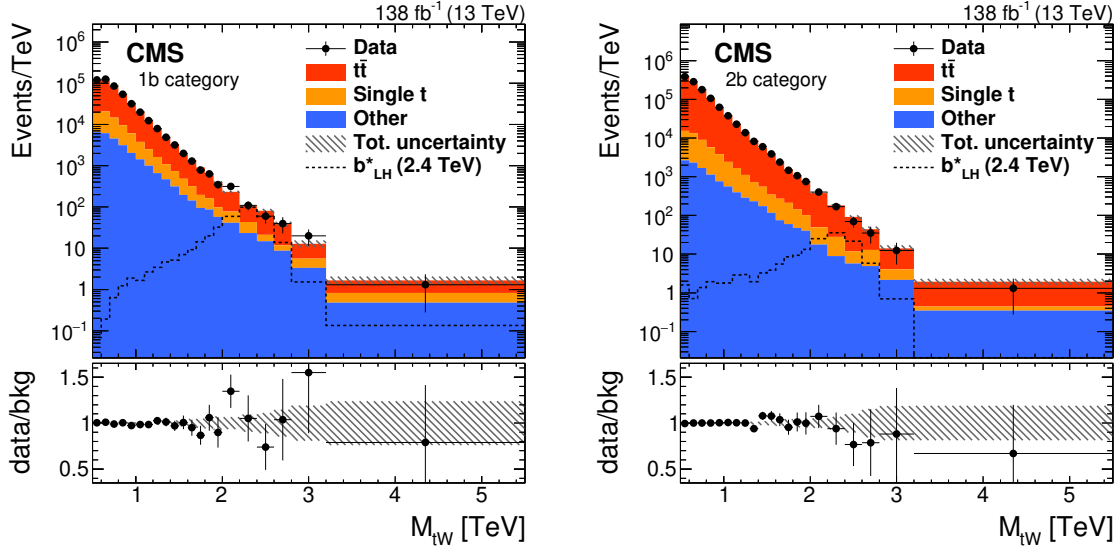 138 fb⁻¹ (13 TeV)
Events/TeV
10⁶
10⁵
10⁴
10³
10²
10
1
10⁻¹
CMS
1b category
Data
tt̄
Single t
Other
Tot. uncertainty
b*LH (2.4 TeV)
data/bkg
1.5
1
0.5
1 2 3 4 5
MtW [TeV]
138 fb⁻¹ (13 TeV)
Events/TeV
10⁶
10⁵
10⁴
10³
10²
10
1
10⁻¹
CMS
2b category
Data
tt̄
Single t
Other
Tot. uncertainty
b*LH (2.4 TeV)
data/bkg
1.5
1
0.5
1 2 3 4 5
MtW [TeV]